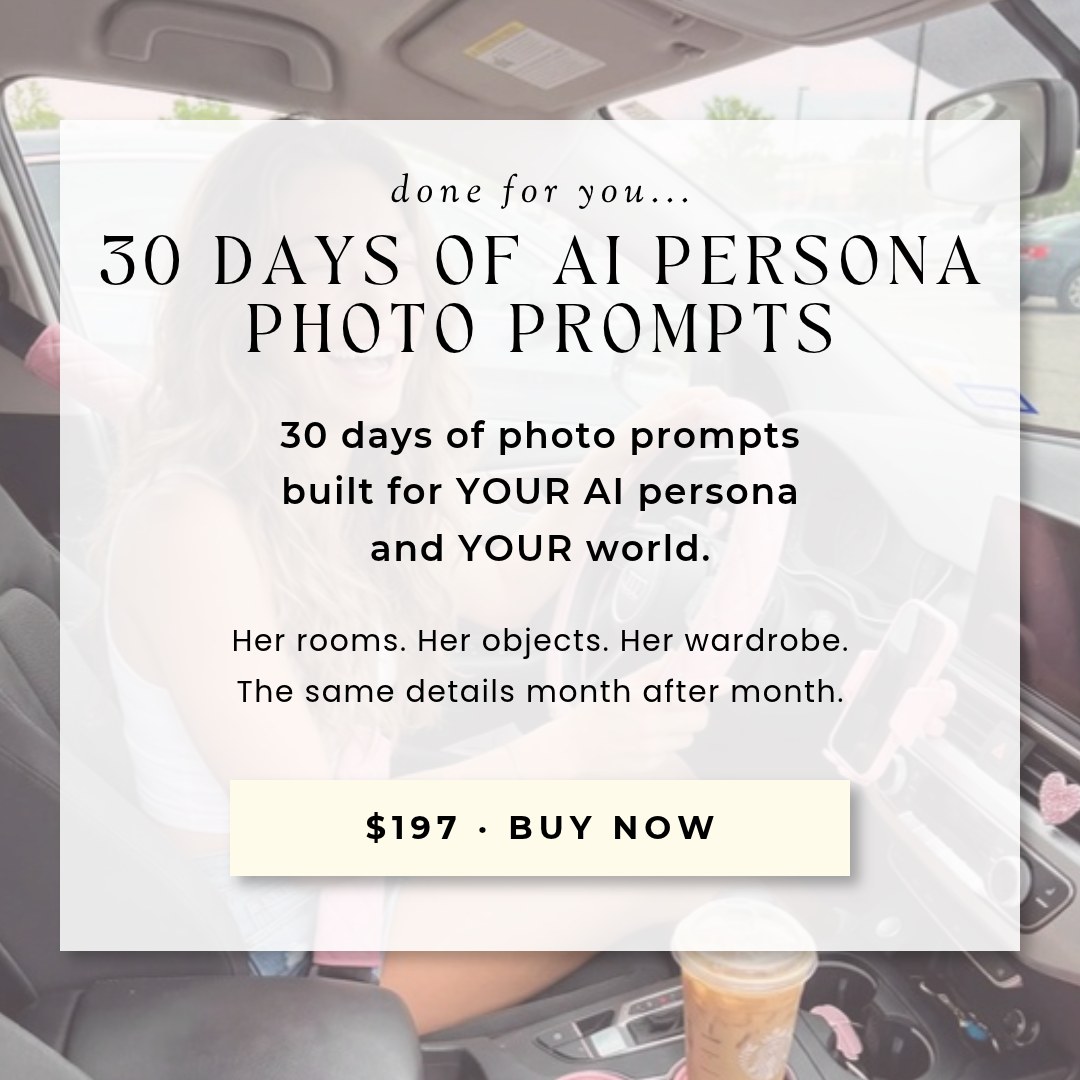 done for you...
30 DAYS OF AI PERSONA
PHOTO PROMPTS
30 days of photo prompts
built for YOUR AI persona
and YOUR world.
Her rooms. Her objects. Her wardrobe.
The same details month after month.
$197 · BUY NOW